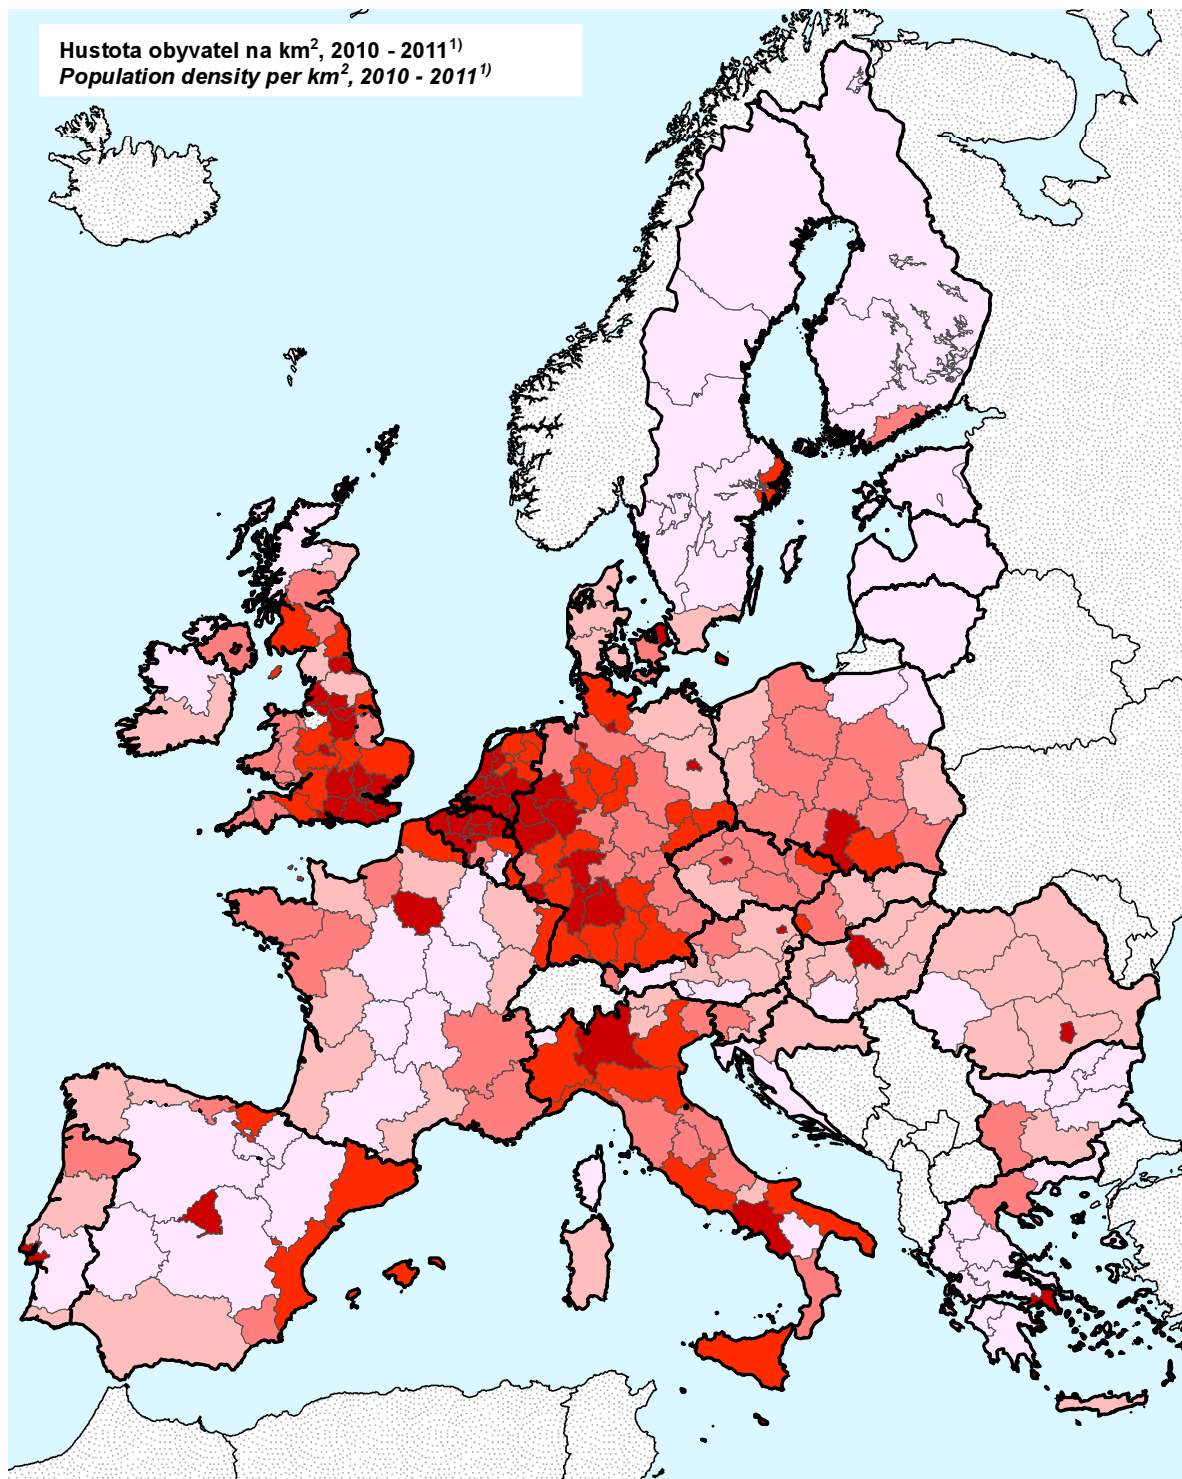 Hustota obyvatel na km², 2010 - 2011¹⁾
Population density per km², 2010 - 2011¹⁾